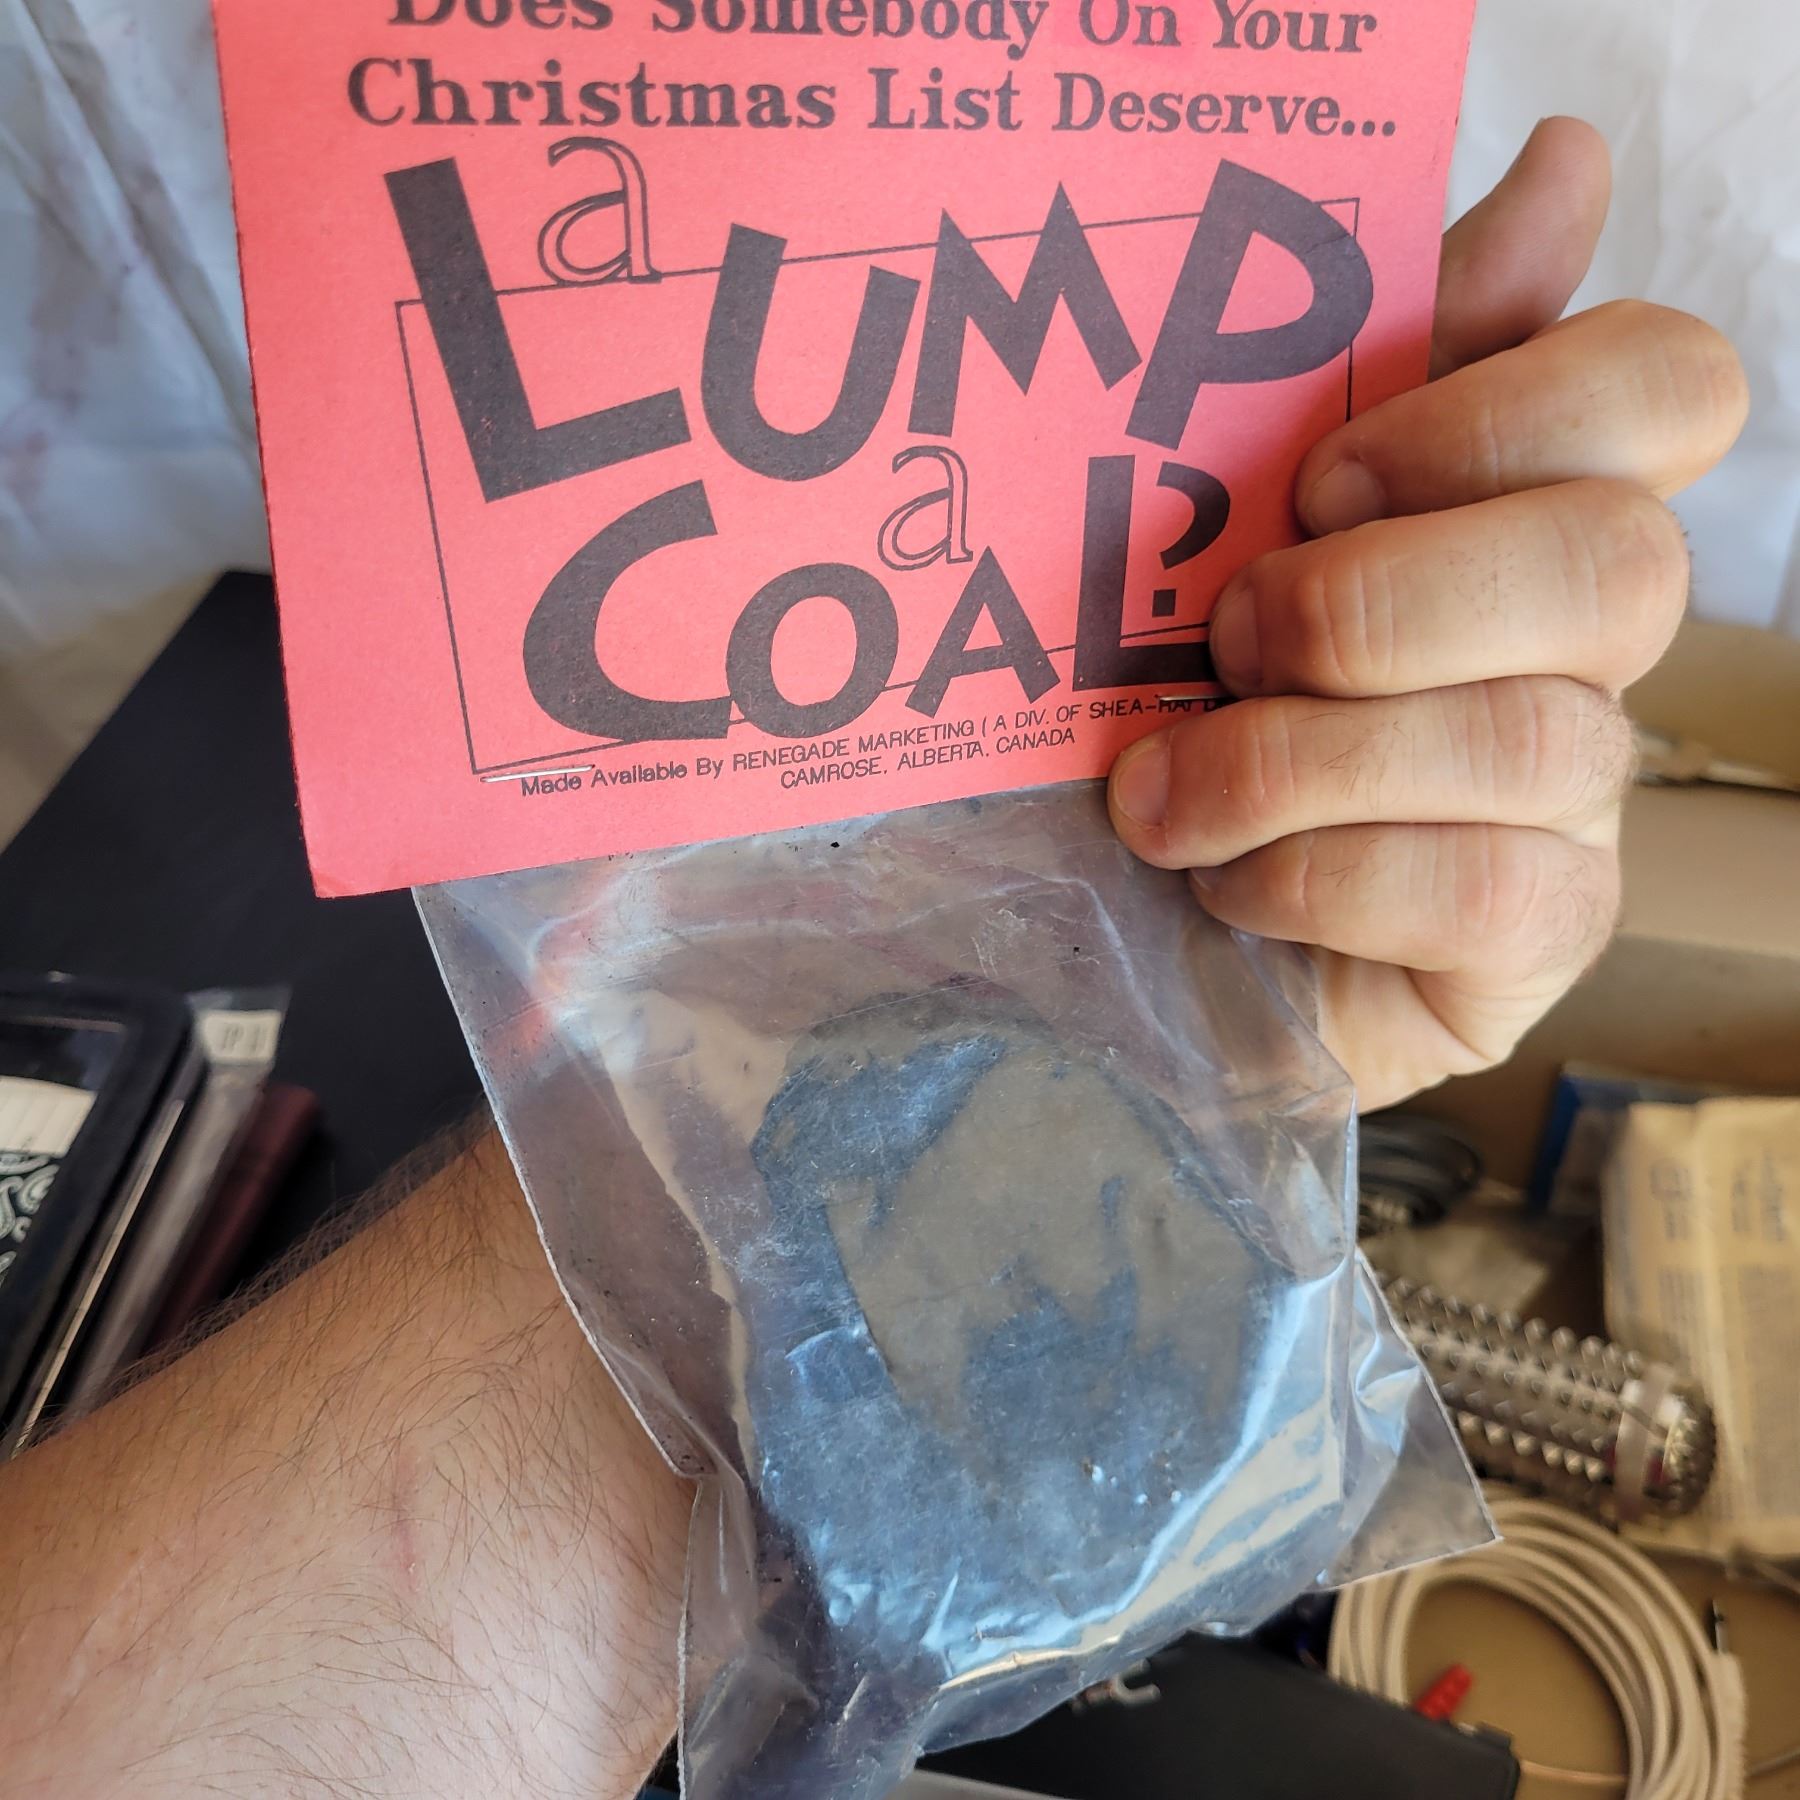 Does Somebody On Your
Christmas List Deserve...
a
LUMP
a
COAL?
Made Available By RENEGADE MARKETING ( A DIV. OF SHEA-RAY
CAMROSE, ALBERTA, CANADA